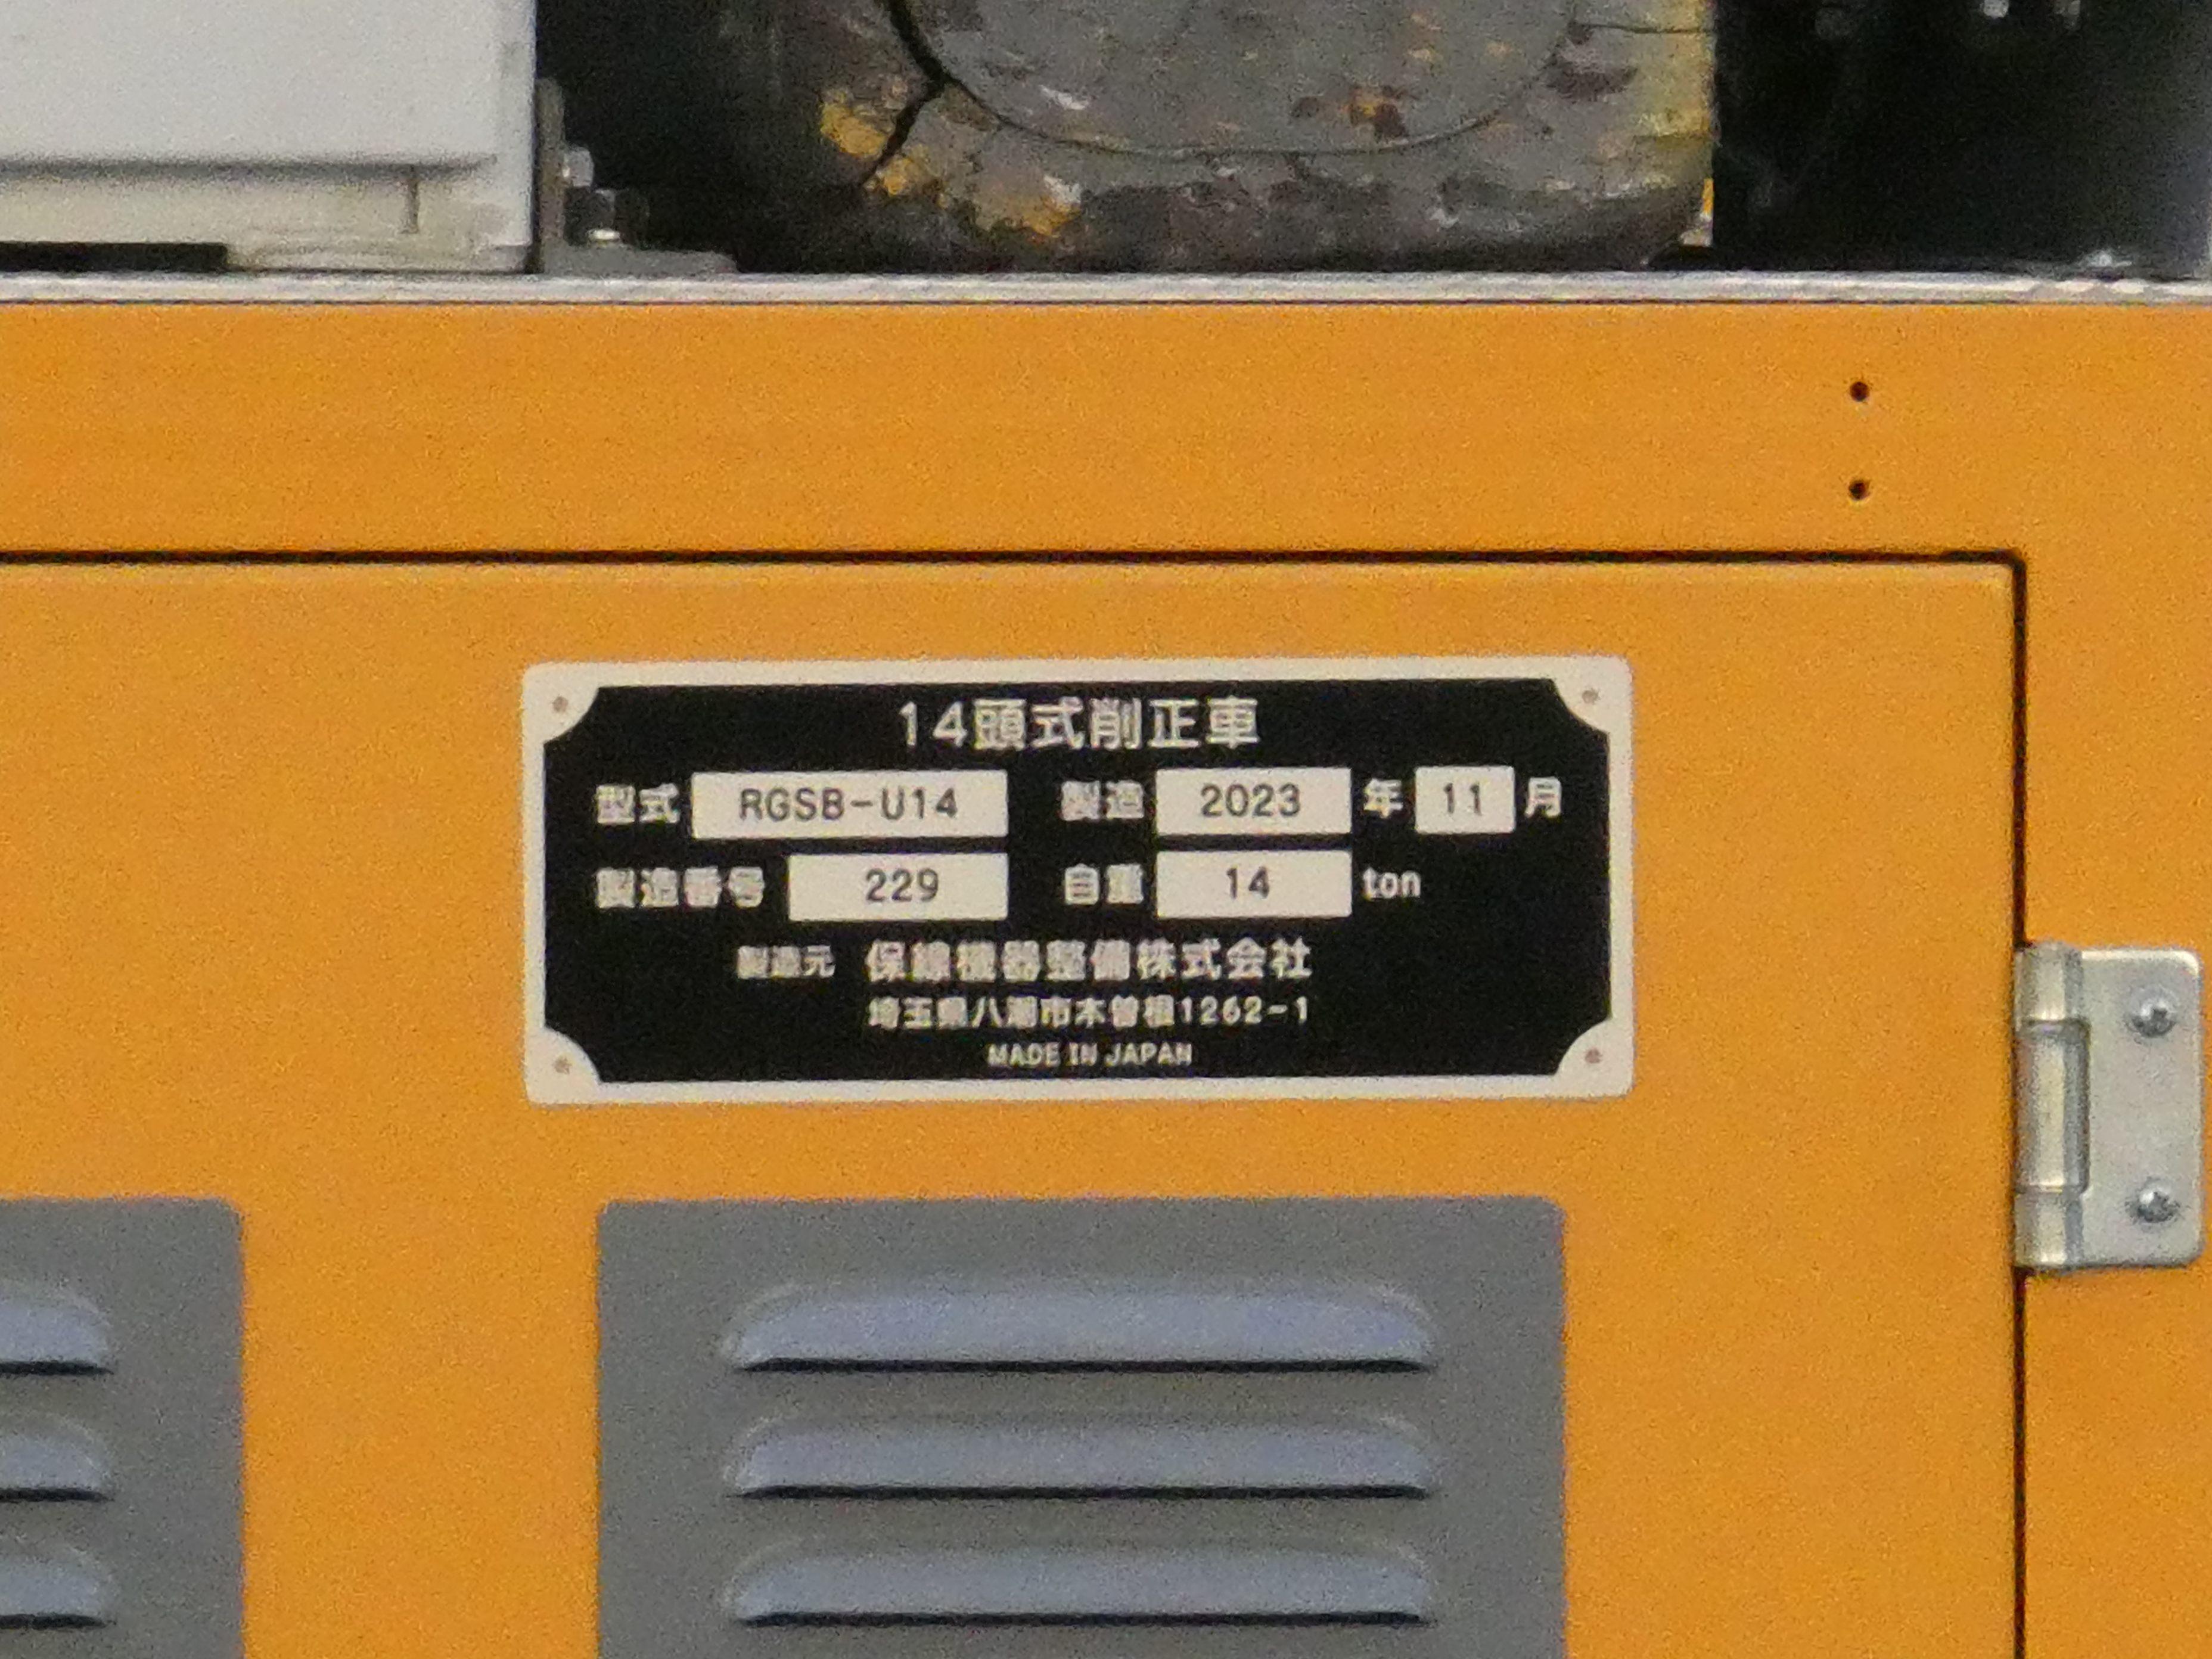 14頭式削正車
型式 RGSB-U14 製造 2023 年 11 月
製造番号 229 自重 14 ton
製造元 保線機器整備株式会社
埼玉県八潮市木曽根1262-1
MADE IN JAPAN